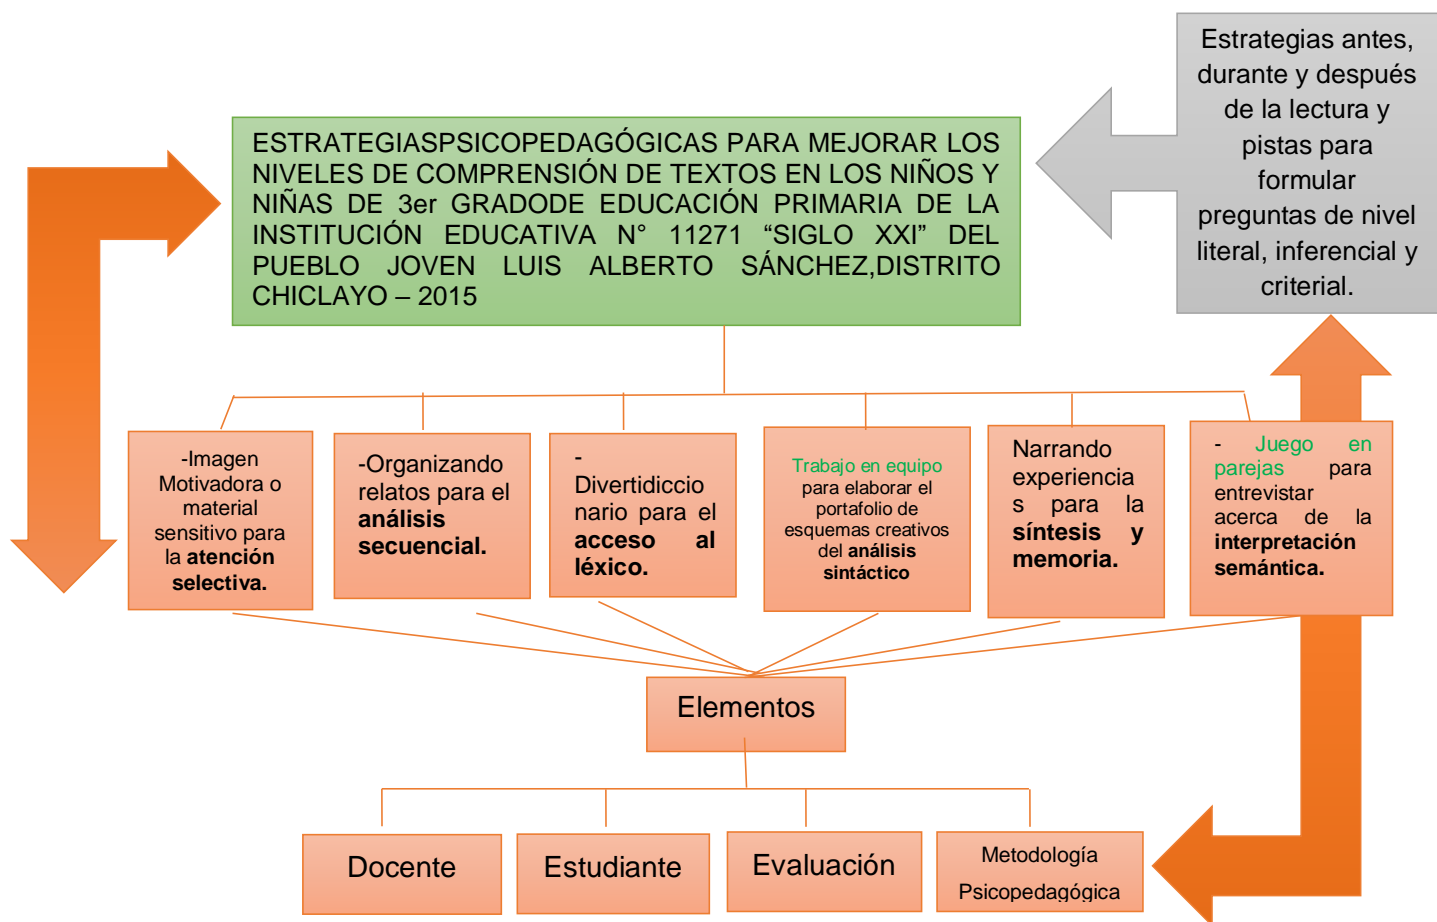 Estrategias antes,
durante y después
de la lectura y
pistas para
formular
preguntas de nivel
literal, inferencial y
criterial.
ESTRATEGIASPSICOPEDAGÓGICAS PARA MEJORAR LOS
NIVELES DE COMPRENSIÓN DE TEXTOS EN LOS NIÑOS Y
NIÑAS DE 3er GRADODE EDUCACIÓN PRIMARIA DE LA
INSTITUCIÓN EDUCATIVA N° 11271 “SIGLO XXI” DEL
PUEBLO JOVEN LUIS ALBERTO SÁNCHEZ,DISTRITO
CHICLAYO – 2015
-Imagen
Motivadora o
material
sensitivo para
la atención
selectiva.
-Organizando
relatos para el
análisis
secuencial.
-
Divertidiccio
nario para el
acceso al
léxico.
Trabajo en equipo
para elaborar el
portafolio de
esquemas creativos
del análisis
sintáctico
Narrando
experiencia
s para la
síntesis y
memoria.
- Juego en
parejas para
entrevistar
acerca de la
interpretación
semántica.
Elementos
Docente
Estudiante
Evaluación
Metodología
Psicopedagógica